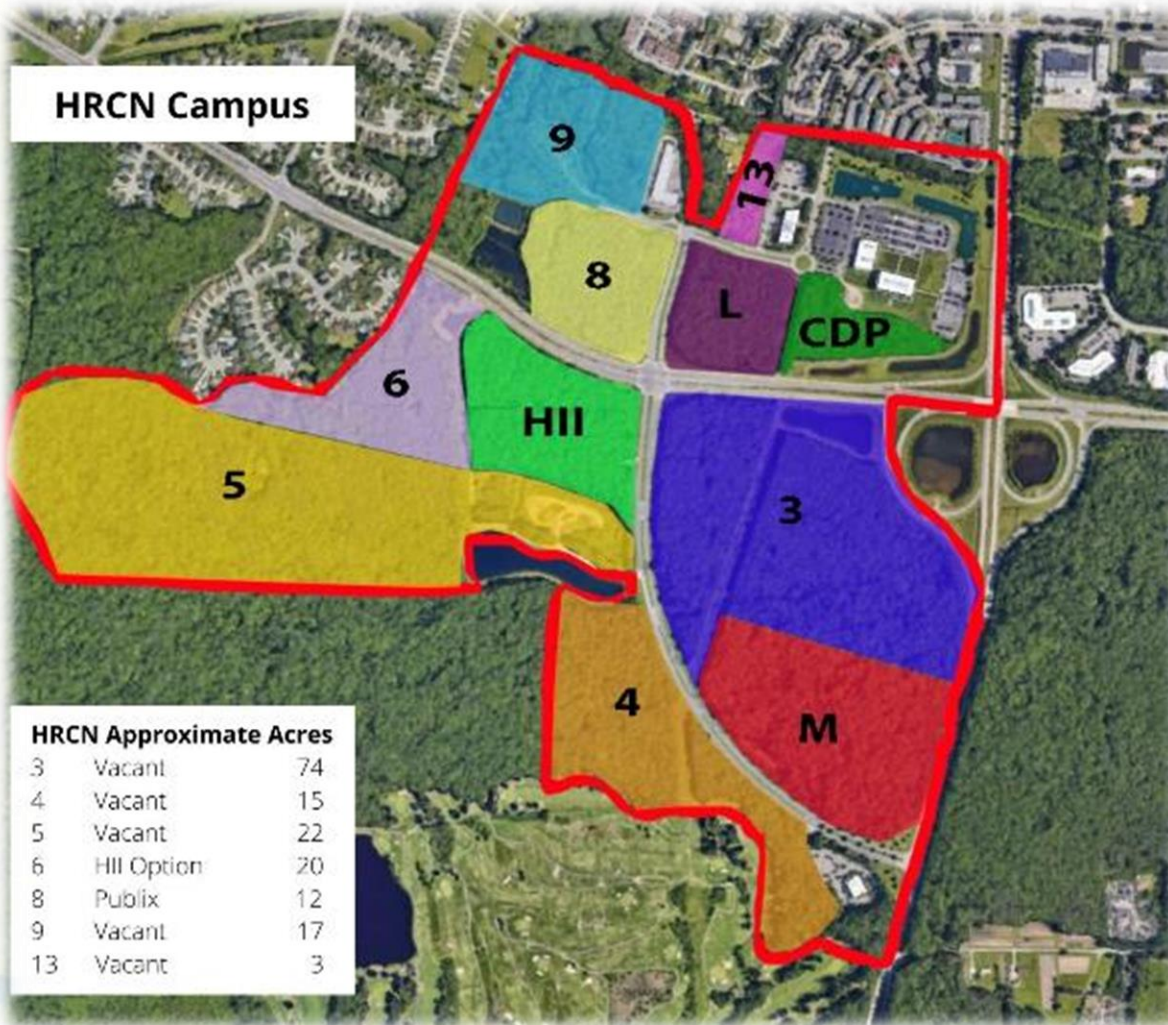 HRCN Campus
9
13
8
L
CDP
6
HII
5
3
4
M
HRCN Approximate Acres
3 Vacant 74
4 Vacant 15
5 Vacant 22
6 HII Option 20
8 Publix 12
9 Vacant 17
13 Vacant 3